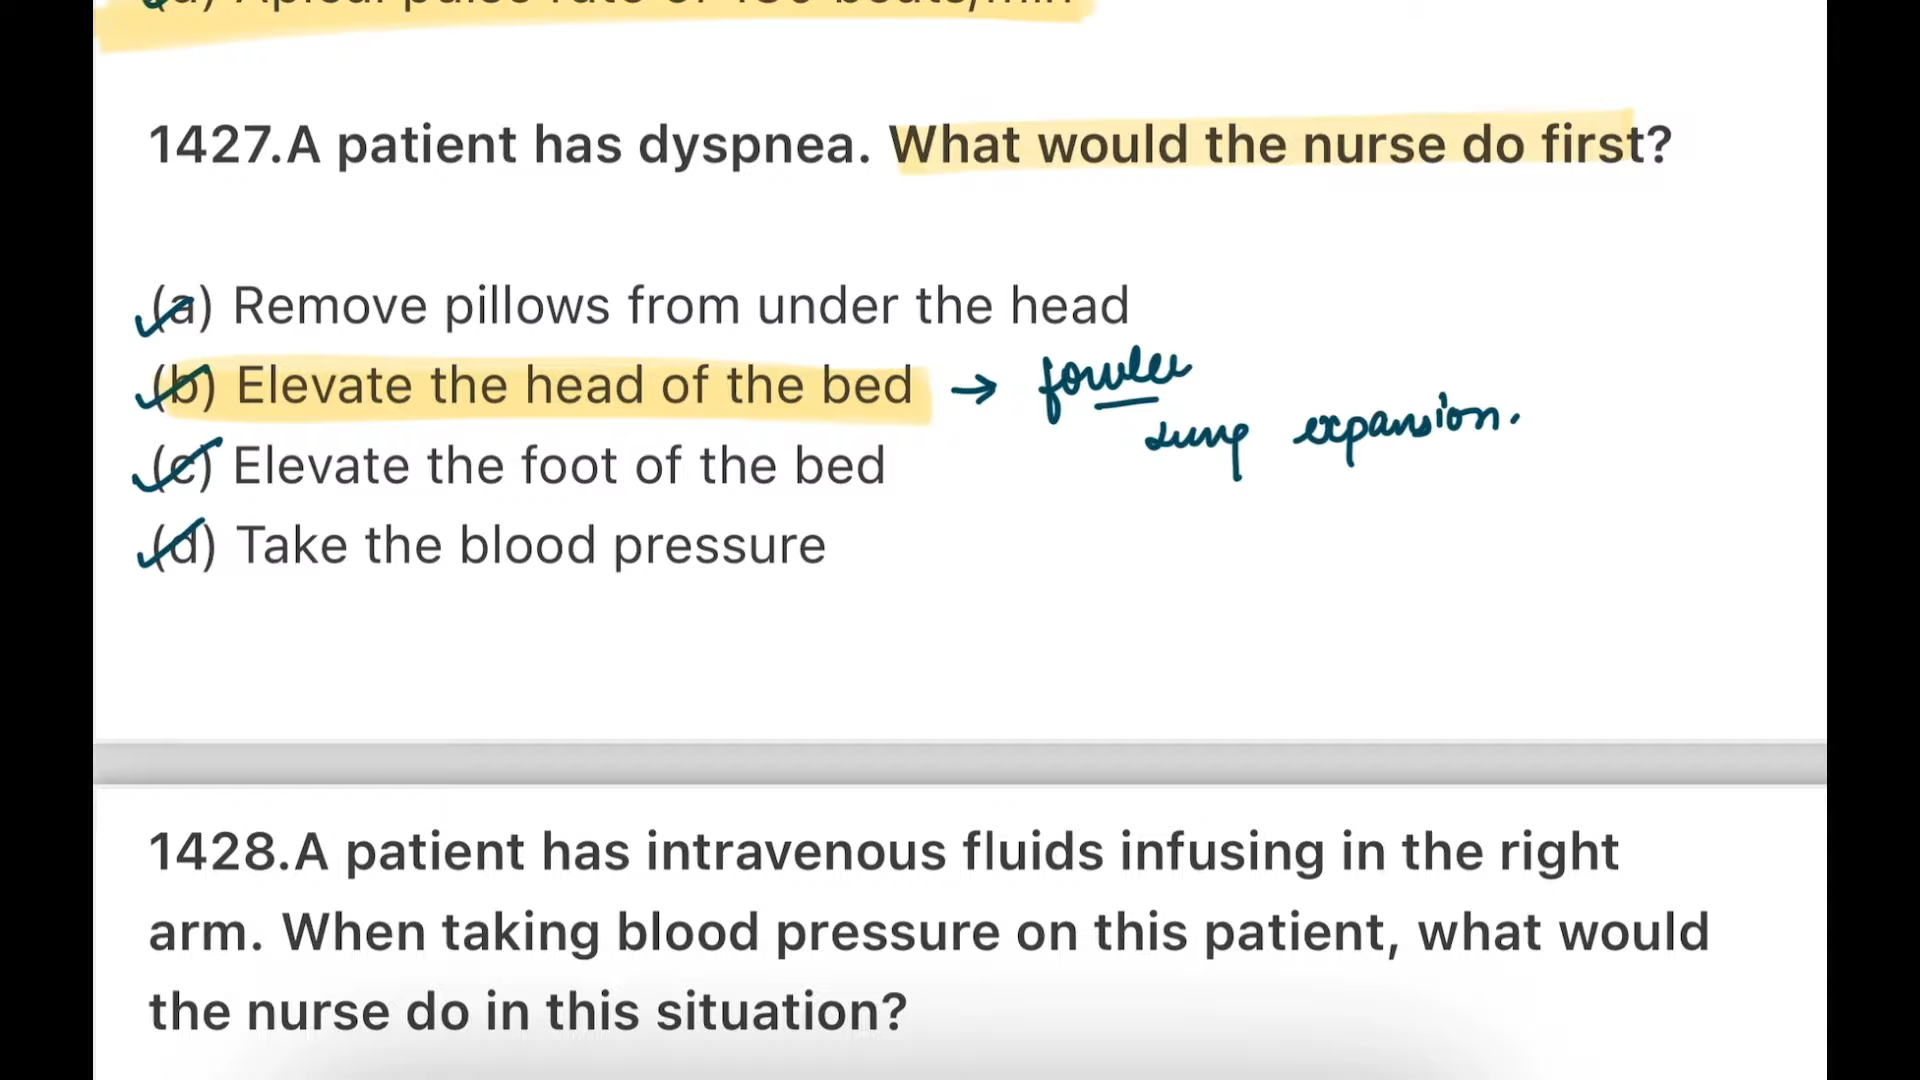 1427.A patient has dyspnea. What would the nurse do first?
(a) Remove pillows from under the head
(b) Elevate the head of the bed → fowler
lung expansion.
(c) Elevate the foot of the bed
(d) Take the blood pressure
1428.A patient has intravenous fluids infusing in the right
arm. When taking blood pressure on this patient, what would
the nurse do in this situation?